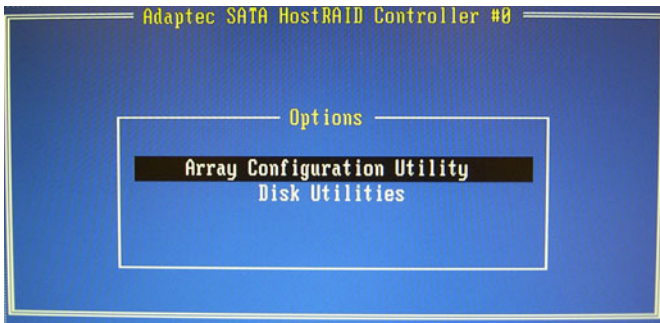 Adaptec SATA HostRAID Controller #0
Options
Array Configuration Utility
Disk Utilities